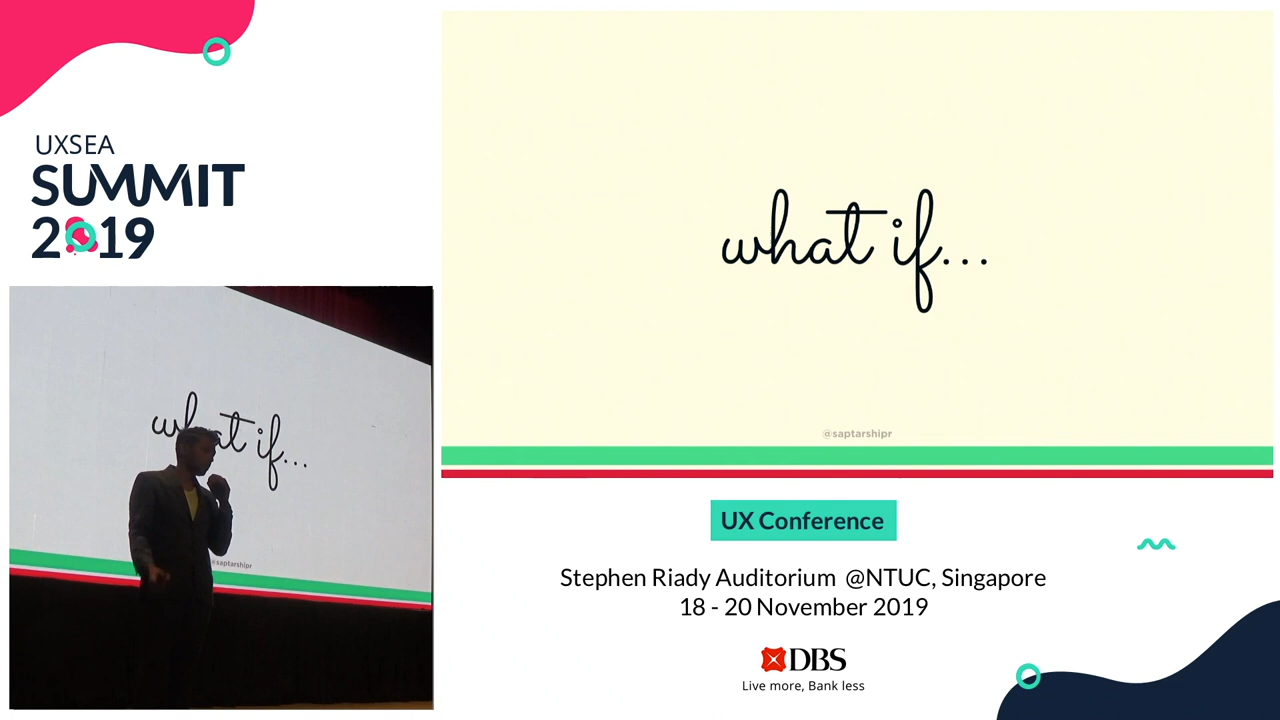 UXSEA
SUMMIT
2019
what if...
@saptarshipr
what if...
@saptarshipr
UX Conference
Stephen Riady Auditorium @NTUC, Singapore
18 - 20 November 2019
DBS
Live more, Bank less